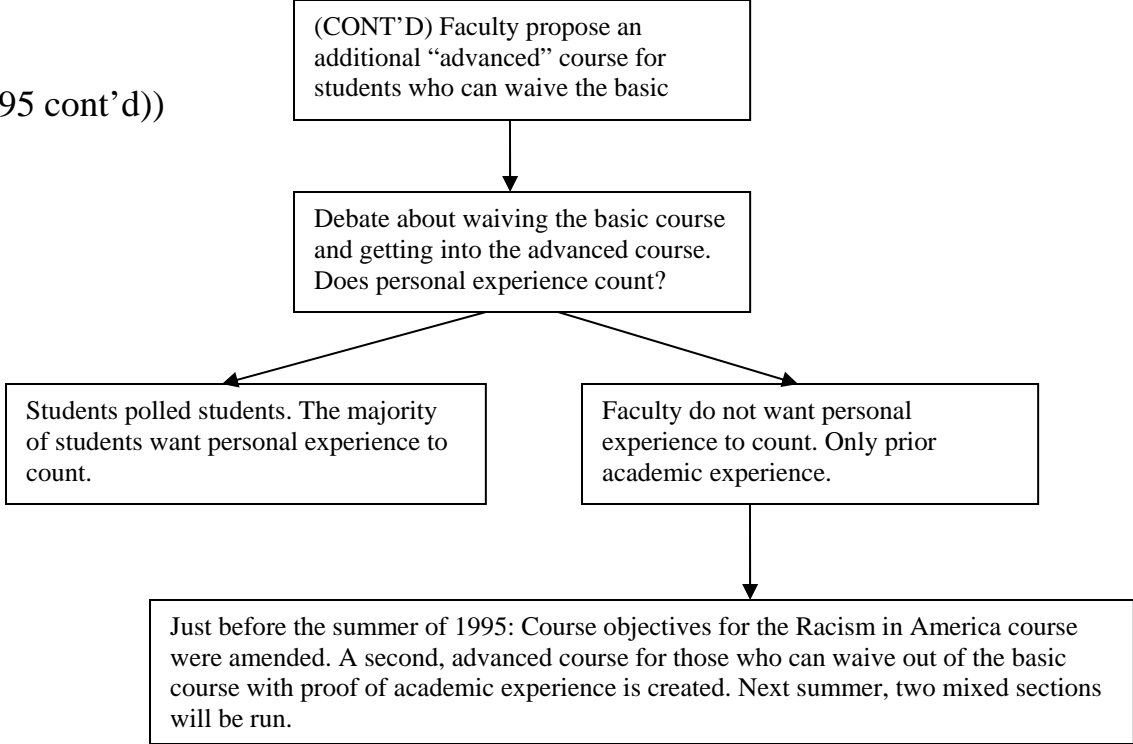 (CONT’D) Faculty propose an
additional “advanced” course for
students who can waive the basic
95 cont’d))
Debate about waiving the basic course
and getting into the advanced course.
Does personal experience count?
Students polled students. The majority
of students want personal experience to
count.
Faculty do not want personal
experience to count. Only prior
academic experience.
Just before the summer of 1995: Course objectives for the Racism in America course
were amended. A second, advanced course for those who can waive out of the basic
course with proof of academic experience is created. Next summer, two mixed sections
will be run.